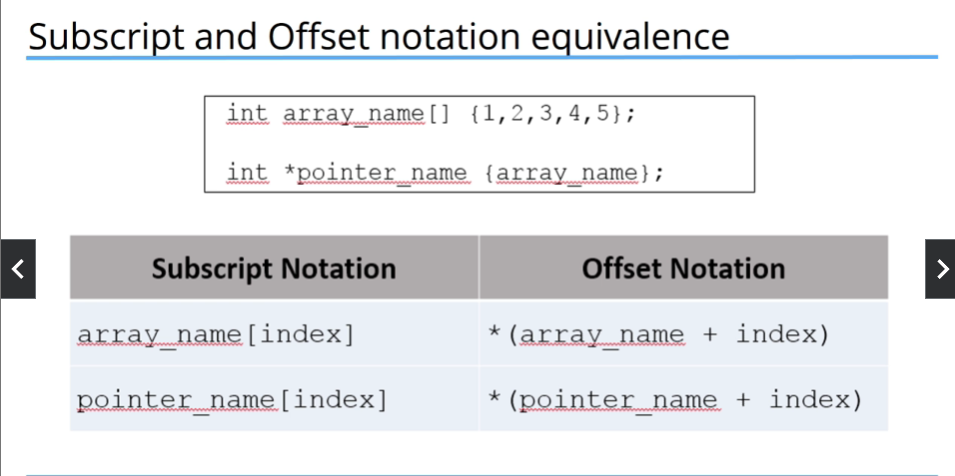 Subscript and Offset notation equivalence
int array_name[] {1,2,3,4,5};
int *pointer_name {array_name};
Subscript Notation Offset Notation
array_name[index] *(array_name + index)
pointer_name[index] *(pointer_name + index)